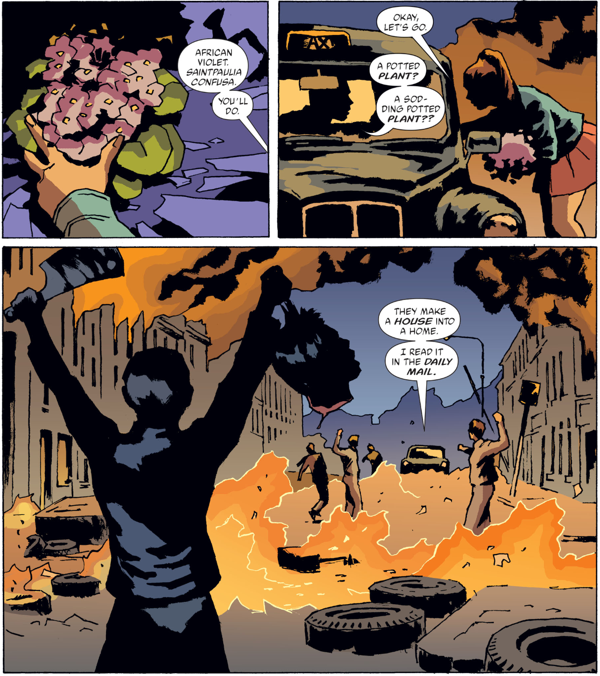 AFRICAN
VIOLET.
SAINTPAULIA
CONFUSA.
YOU'LL
DO.
OKAY,
LET'S GO.
TAXI
A POTTED
PLANT?
A SOD-
DING POTTED
PLANT??
THEY MAKE
A HOUSE INTO
A HOME.
I READ IT
IN THE DAILY
MAIL.